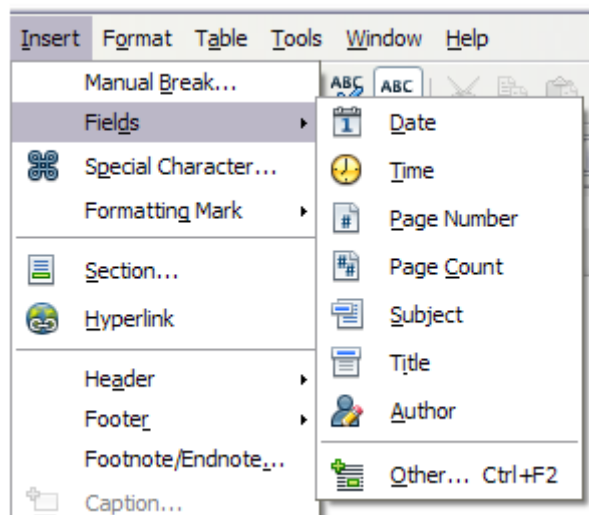 Insert Format Table Tools Window Help
Manual Break...
ABC ABC
Fields
1 Date
Special Character...
Time
Formatting Mark
# Page Number
Section...
## Page Count
Hyperlink
Subject
Title
Header
Author
Footer
Footnote/Endnote...
Other... Ctrl+F2
Caption...